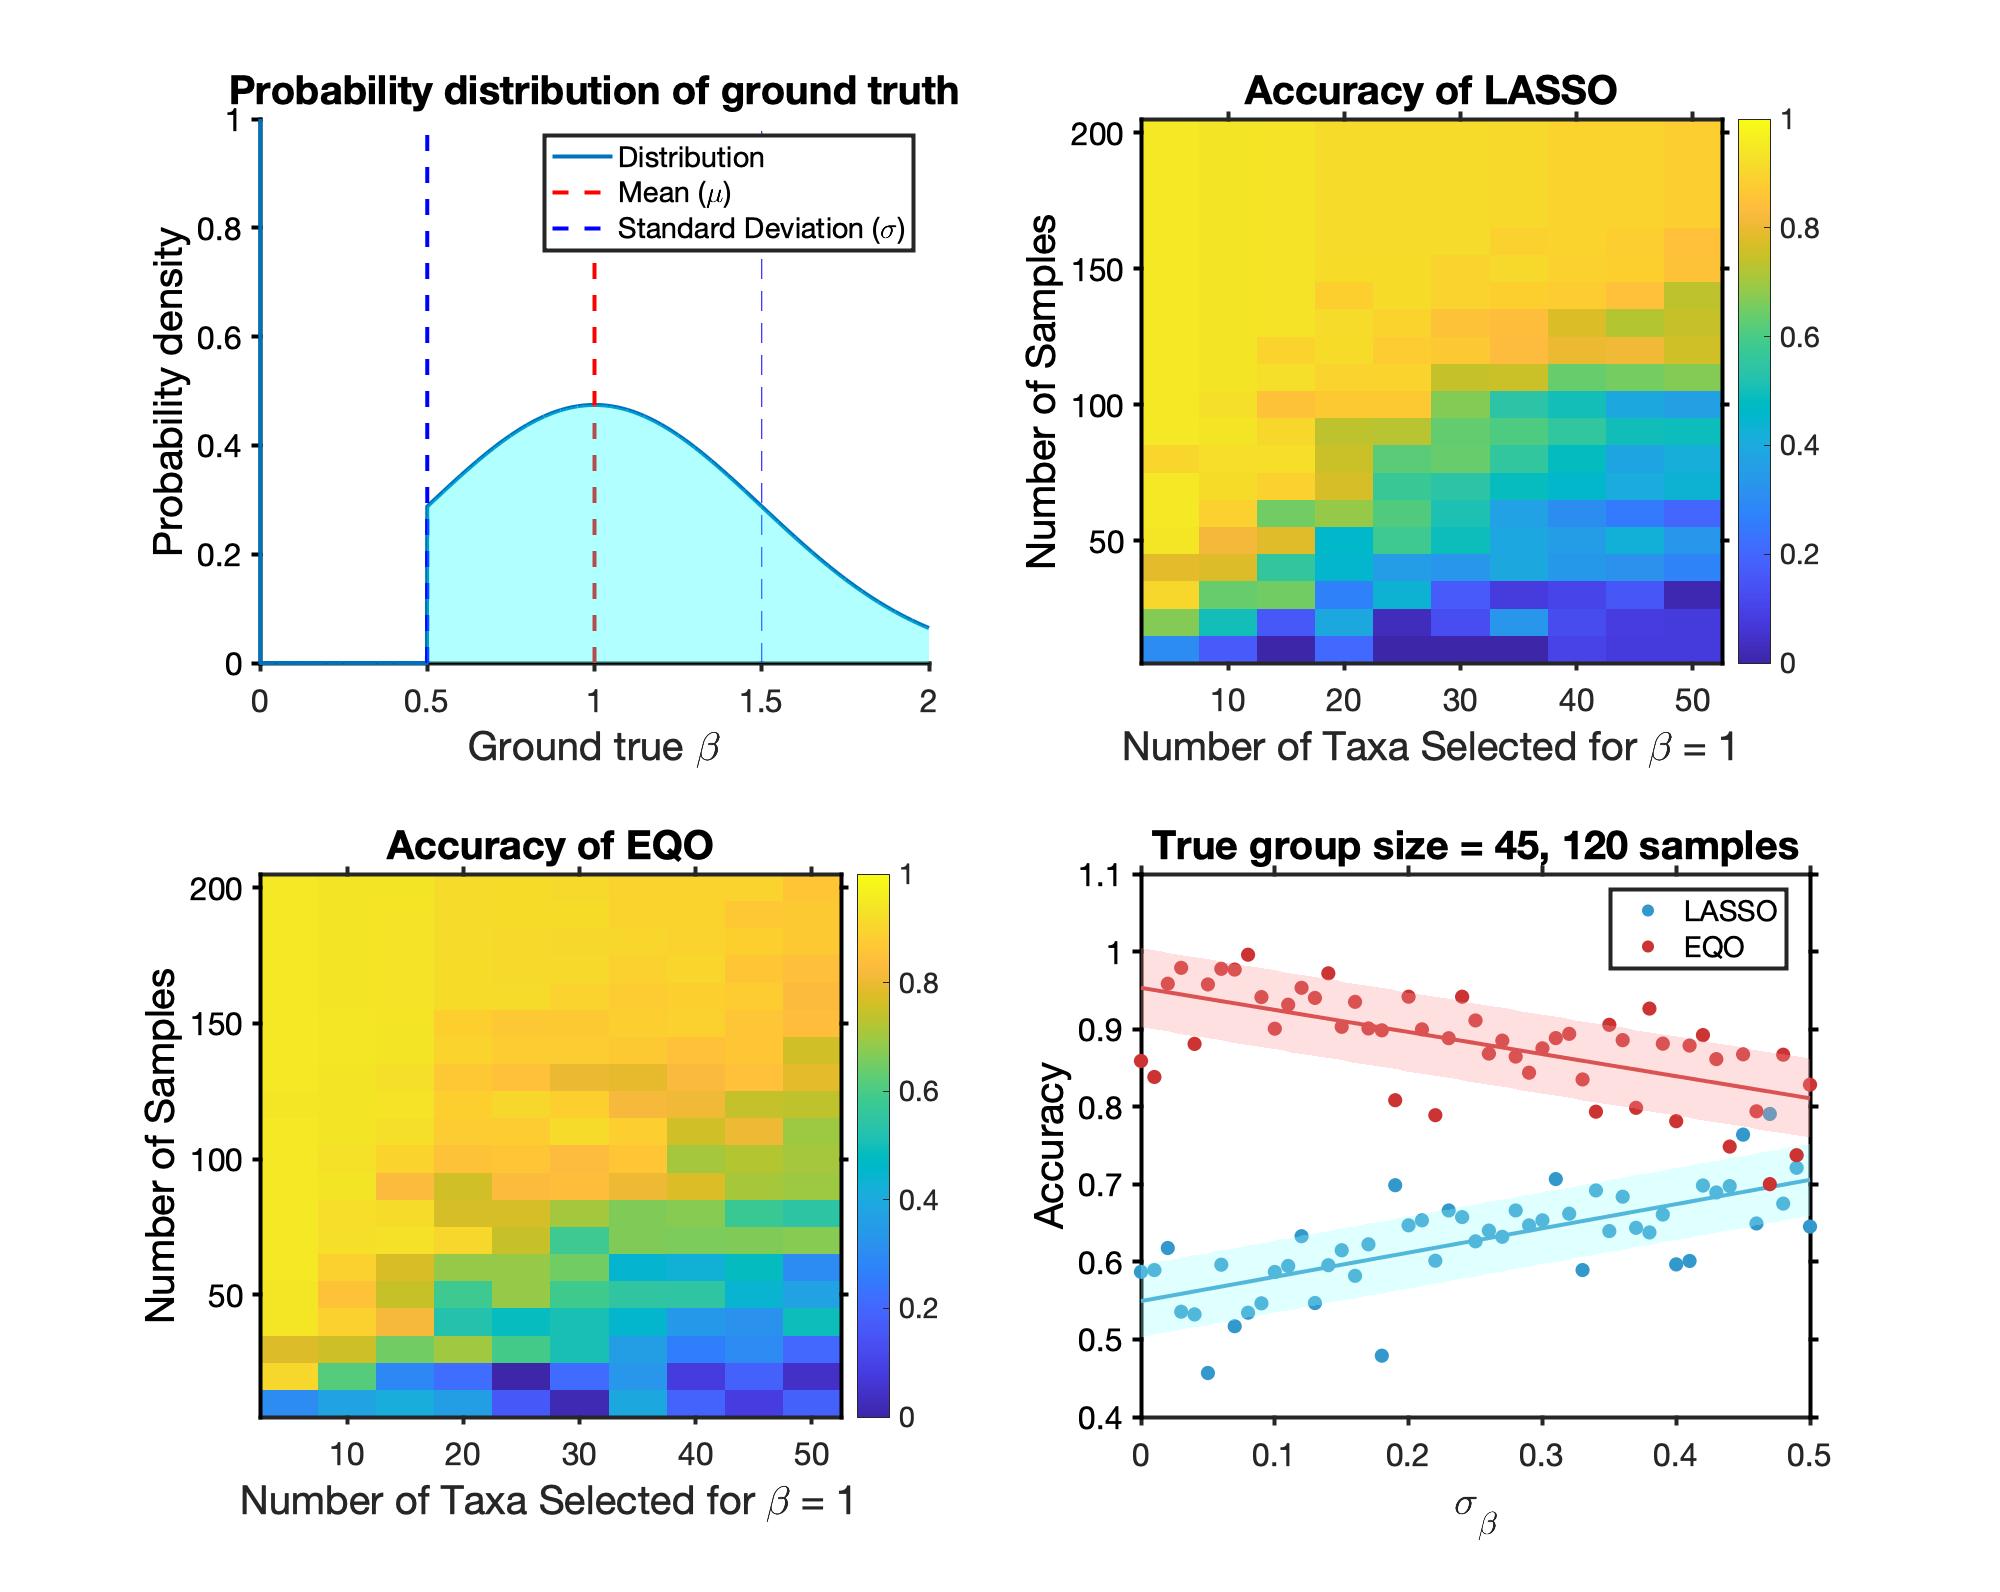 Probability distribution of ground truth
1
0.8
0.6
0.4
0.2
0
Probability density
Distribution
Mean (μ)
Standard Deviation (σ)
0 0.5 1 1.5 2
Ground true β
Accuracy of LASSO
200
150
100
50
Number of Samples
10 20 30 40 50
Number of Taxa Selected for β = 1
1
0.8
0.6
0.4
0.2
0
Accuracy of EQO
200
150
100
50
Number of Samples
10 20 30 40 50
Number of Taxa Selected for β = 1
1
0.8
0.6
0.4
0.2
0
True group size = 45, 120 samples
1.1
1
0.9
0.8
0.7
0.6
0.5
0.4
Accuracy
LASSO
EQO
0 0.1 0.2 0.3 0.4 0.5
σβ